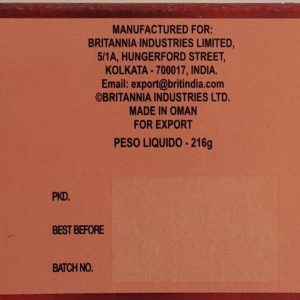 MANUFACTURED FOR:
BRITANNIA INDUSTRIES LIMITED,
5/1A, HUNGERFORD STREET,
KOLKATA - 700017, INDIA.
Email: export@britindia.com
©BRITANNIA INDUSTRIES LTD.
MADE IN OMAN
FOR EXPORT
PESO LIQUIDO - 216g
PKD.
BEST BEFORE
BATCH NO.